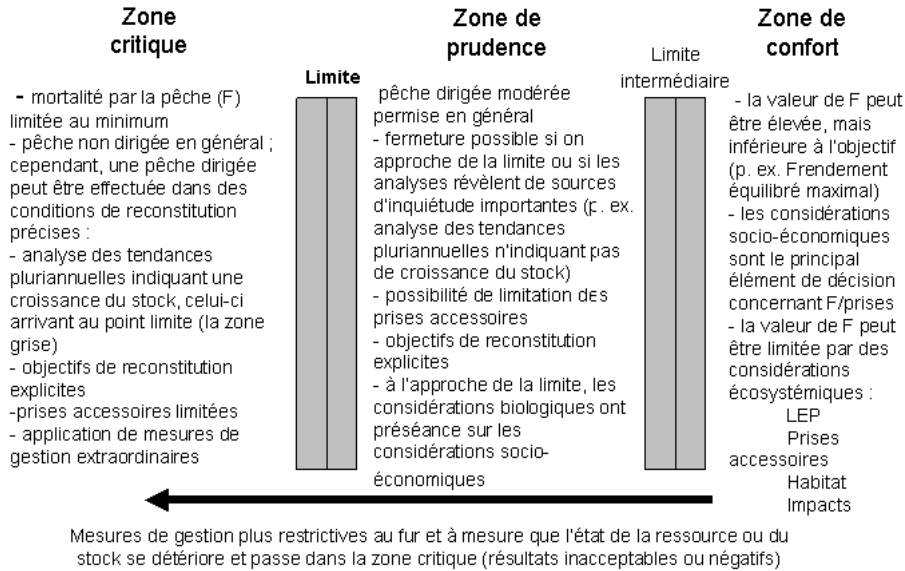 Zone
critique
- mortalité par la pêche (F)
limitée au minimum
- pêche non dirigée en général ;
cependant, une pêche dirigée
peut être effectuée dans des
conditions de reconstitution
précises :
- analyse des tendances
pluriannuelles indiquant une
croissance du stock, celui-ci
arrivant au point limite (la zone
grise)
- objectifs de reconstitution
explicites
-prises accessoires limitées
- application de mesures de
gestion extraordinaires
Limite
Zone de
prudence
pêche dirigée modérée
permise en général
- fermeture possible si on
approche de la limite ou si les
analyses révèlent de sources
d'inquiétude importantes (p. ex.
analyse des tendances
pluriannuelles n'indiquant pas
de croissance du stock)
- possibilité de limitation des
prises accessoires
- objectifs de reconstitution
explicites
- à l'approche de la limite, les
considérations biologiques ont
préséance sur les
considérations socio-
économiques
Limite
intermédiaire
Zone de
confort
- la valeur de F peut
être élevée, mais
inférieure à l'objectif
(p. ex. Frendement
équilibré maximal)
- les considérations
socio-économiques
sont le principal
élément de décision
concernant F/prises
- la valeur de F peut
être limitée par des
considérations
écosystémiques :
LEP
Prises
accessoires
Habitat
Impacts
Mesures de gestion plus restrictives au fur et à mesure que l'état de la ressource ou du
stock se détériore et passe dans la zone critique (résultats inacceptables ou négatifs)